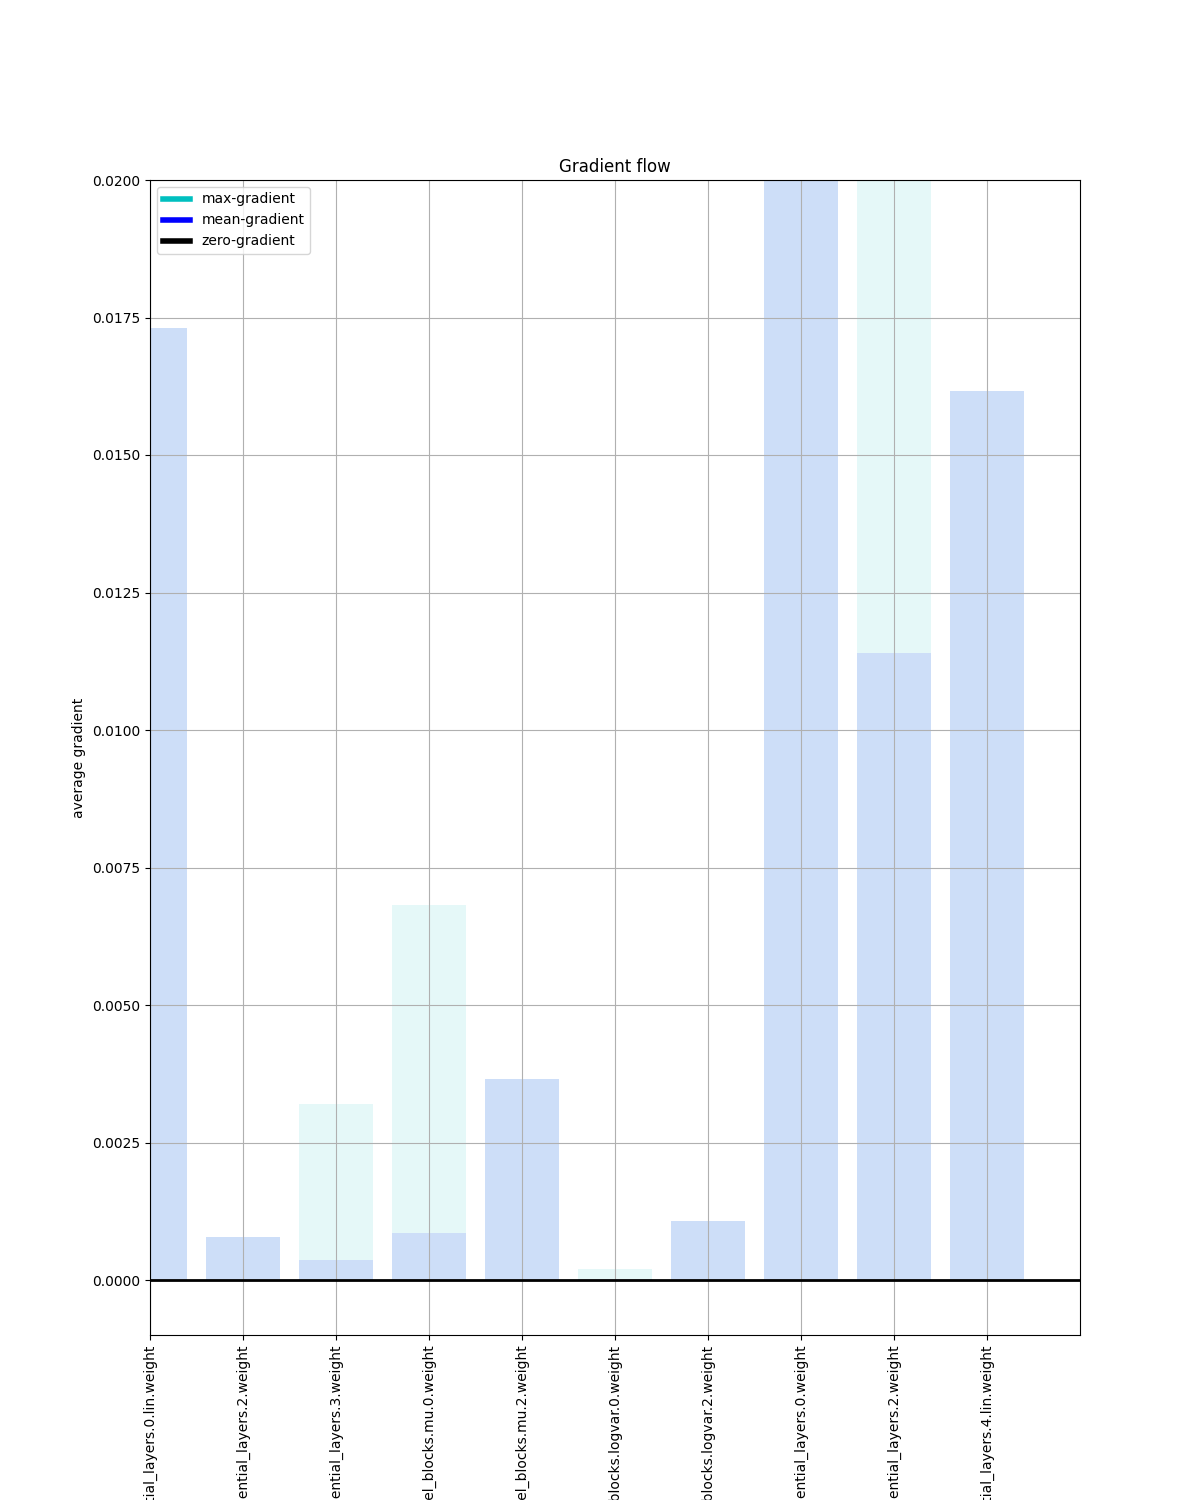 Gradient flow
max-gradient
mean-gradient
zero-gradient
0.0200
0.0175
0.0150
0.0125
0.0100
0.0075
0.0050
0.0025
0.0000
average gradient
tial_layers.0.lin.weight
ential_layers.2.weight
ential_layers.3.weight
el_blocks.mu.0.weight
el_blocks.mu.2.weight
blocks.logvar.0.weight
blocks.logvar.2.weight
ential_layers.0.weight
ential_layers.2.weight
tial_layers.4.lin.weight